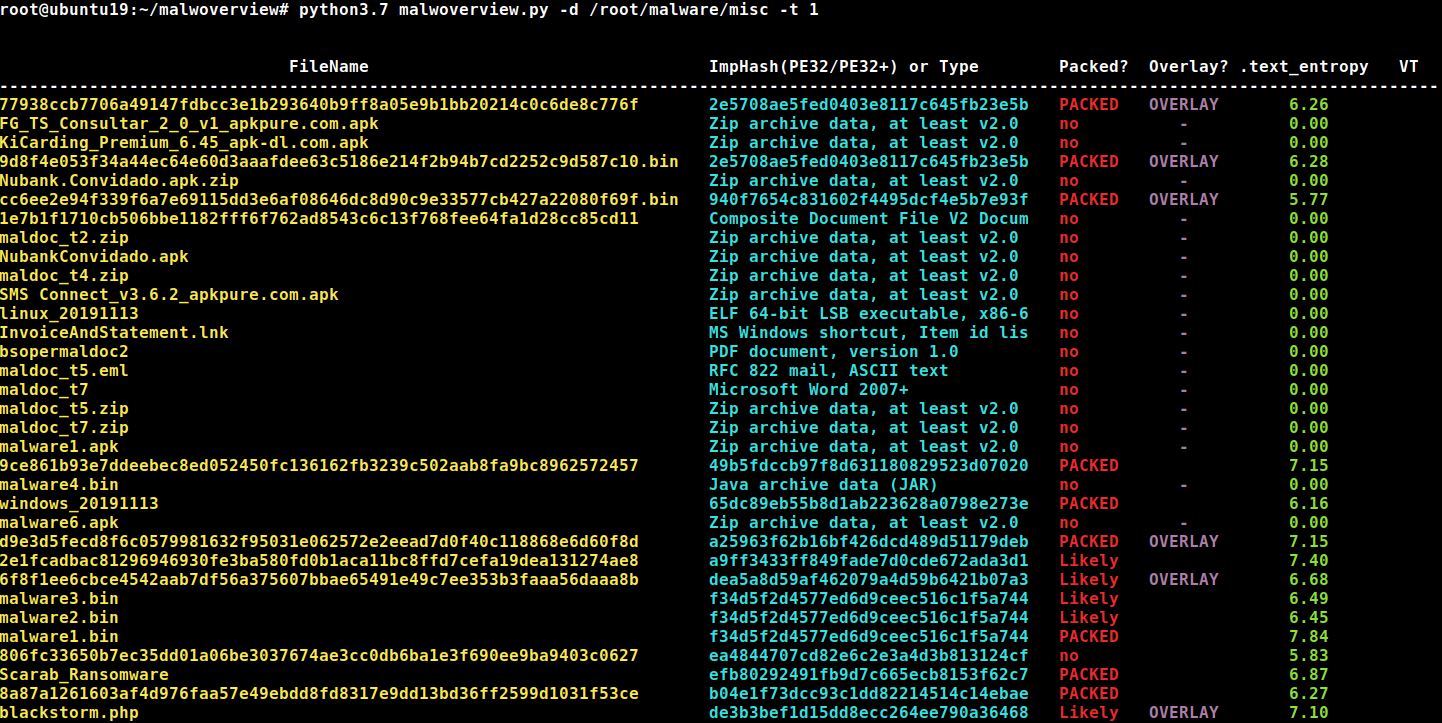 root@ubuntu19:~/malwoverview# python3.7 malwoverview.py -d /root/malware/misc -t 1
FileName ImpHash(PE32/PE32+) or Type Packed? Overlay? .text_entropy VT
--------------------------------------------------------------------------------------------------------------------------------
77938ccb7706a49147fdbcc3e1b293640b9ff8a05e9b1bb20214c0c6de8c776f 2e5708ae5fed0403e8117c645fb23e5b PACKED OVERLAY 6.26
FG_TS_Consultar_2_0_v1_apkpure.com.apk Zip archive data, at least v2.0 no - 0.00
KiCarding_Premium_6.45_apk-dl.com.apk Zip archive data, at least v2.0 no - 0.00
9d8f4e053f34a44ec64e60d3aaafdee63c5186e214f2b94b7cd2252c9d587c10.bin 2e5708ae5fed0403e8117c645fb23e5b PACKED OVERLAY 6.28
Nubank.Convidado.apk.zip Zip archive data, at least v2.0 no - 0.00
cc6ee2e94f339f6a7e69115dd3e6af08646dc8d90c9e33577cb427a22080f69f.bin 940f7654c831602f4495dcf4e5b7e93f PACKED OVERLAY 5.77
1e7b1f1710cb506bbe1182fff6f762ad8543c6c13f768fee64fa1d28cc85cd11 Composite Document File V2 Docum no - 0.00
maldoc_t2.zip Zip archive data, at least v2.0 no - 0.00
NubankConvidado.apk Zip archive data, at least v2.0 no - 0.00
maldoc_t4.zip Zip archive data, at least v2.0 no - 0.00
SMS Connect_v3.6.2_apkpure.com.apk Zip archive data, at least v2.0 no - 0.00
linux_20191113 ELF 64-bit LSB executable, x86-6 no - 0.00
InvoiceAndStatement.lnk MS Windows shortcut, Item id lis no - 0.00
bsopermaldoc2 PDF document, version 1.0 no - 0.00
maldoc_t5.eml RFC 822 mail, ASCII text no - 0.00
maldoc_t7 Microsoft Word 2007+ no - 0.00
maldoc_t5.zip Zip archive data, at least v2.0 no - 0.00
maldoc_t7.zip Zip archive data, at least v2.0 no - 0.00
malware1.apk Zip archive data, at least v2.0 no - 0.00
9ce861b93e7ddeebec8ed052450fc136162fb3239c502aab8fa9bc8962572457 49b5fdccb97f8d631180829523d07020 PACKED 7.15
malware4.bin Java archive data (JAR) no - 0.00
windows_20191113 65dc89eb55b8d1ab223628a0798e273e PACKED 6.16
malware6.apk Zip archive data, at least v2.0 no - 0.00
d9e3d5fecd8f6c0579981632f95031e062572e2eead7d0f40c118868e6d60f8d a25963f62b16bf426dcd489d51179deb PACKED OVERLAY 7.15
2e1fcadbac81296946930fe3ba580fd0b1aca11bc8ffd7cefa19dea131274ae8 a9ff3433ff849fade7d0cde672ada3d1 Likely 7.40
6f8f1ee6cbce4542aab7df56a375607bbae65491e49c7ee353b3faaa56daaa8b dea5a8d59af462079a4d59b6421b07a3 Likely OVERLAY 6.68
malware3.bin f34d5f2d4577ed6d9ceec516c1f5a744 Likely 6.49
malware2.bin f34d5f2d4577ed6d9ceec516c1f5a744 Likely 6.45
malware1.bin f34d5f2d4577ed6d9ceec516c1f5a744 PACKED 7.84
806fc33650b7ec35dd01a06be3037674ae3cc0db6ba1e3f690ee9ba9403c0627 ea4844707cd82e6c2e3a4d3b813124cf no 5.83
Scarab_Ransomware efb80292491fb9d7c665ecb8153f62c7 PACKED 6.87
8a87a1261603af4d976faa57e49ebdd8fd8317e9dd13bd36ff2599d1031f53ce b04e1f73dcc93c1dd82214514c14ebae PACKED 6.27
blackstorm.php de3b3bef1d15dd8ecc264ee790a36468 Likely OVERLAY 7.10